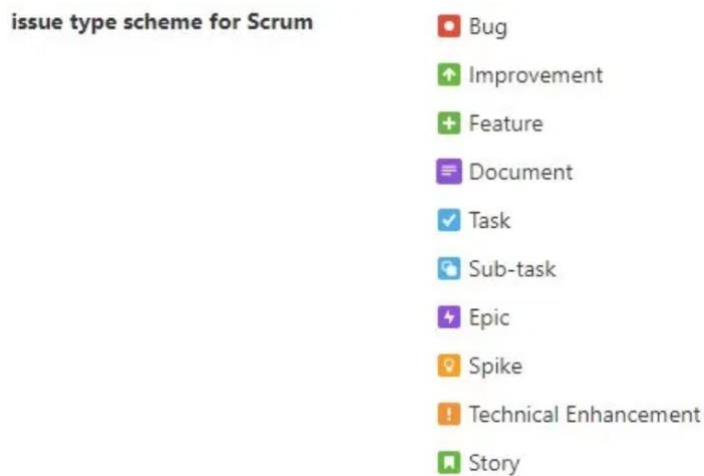 issue type scheme for Scrum
Bug
Improvement
Feature
Document
Task
Sub-task
Epic
Spike
Technical Enhancement
Story